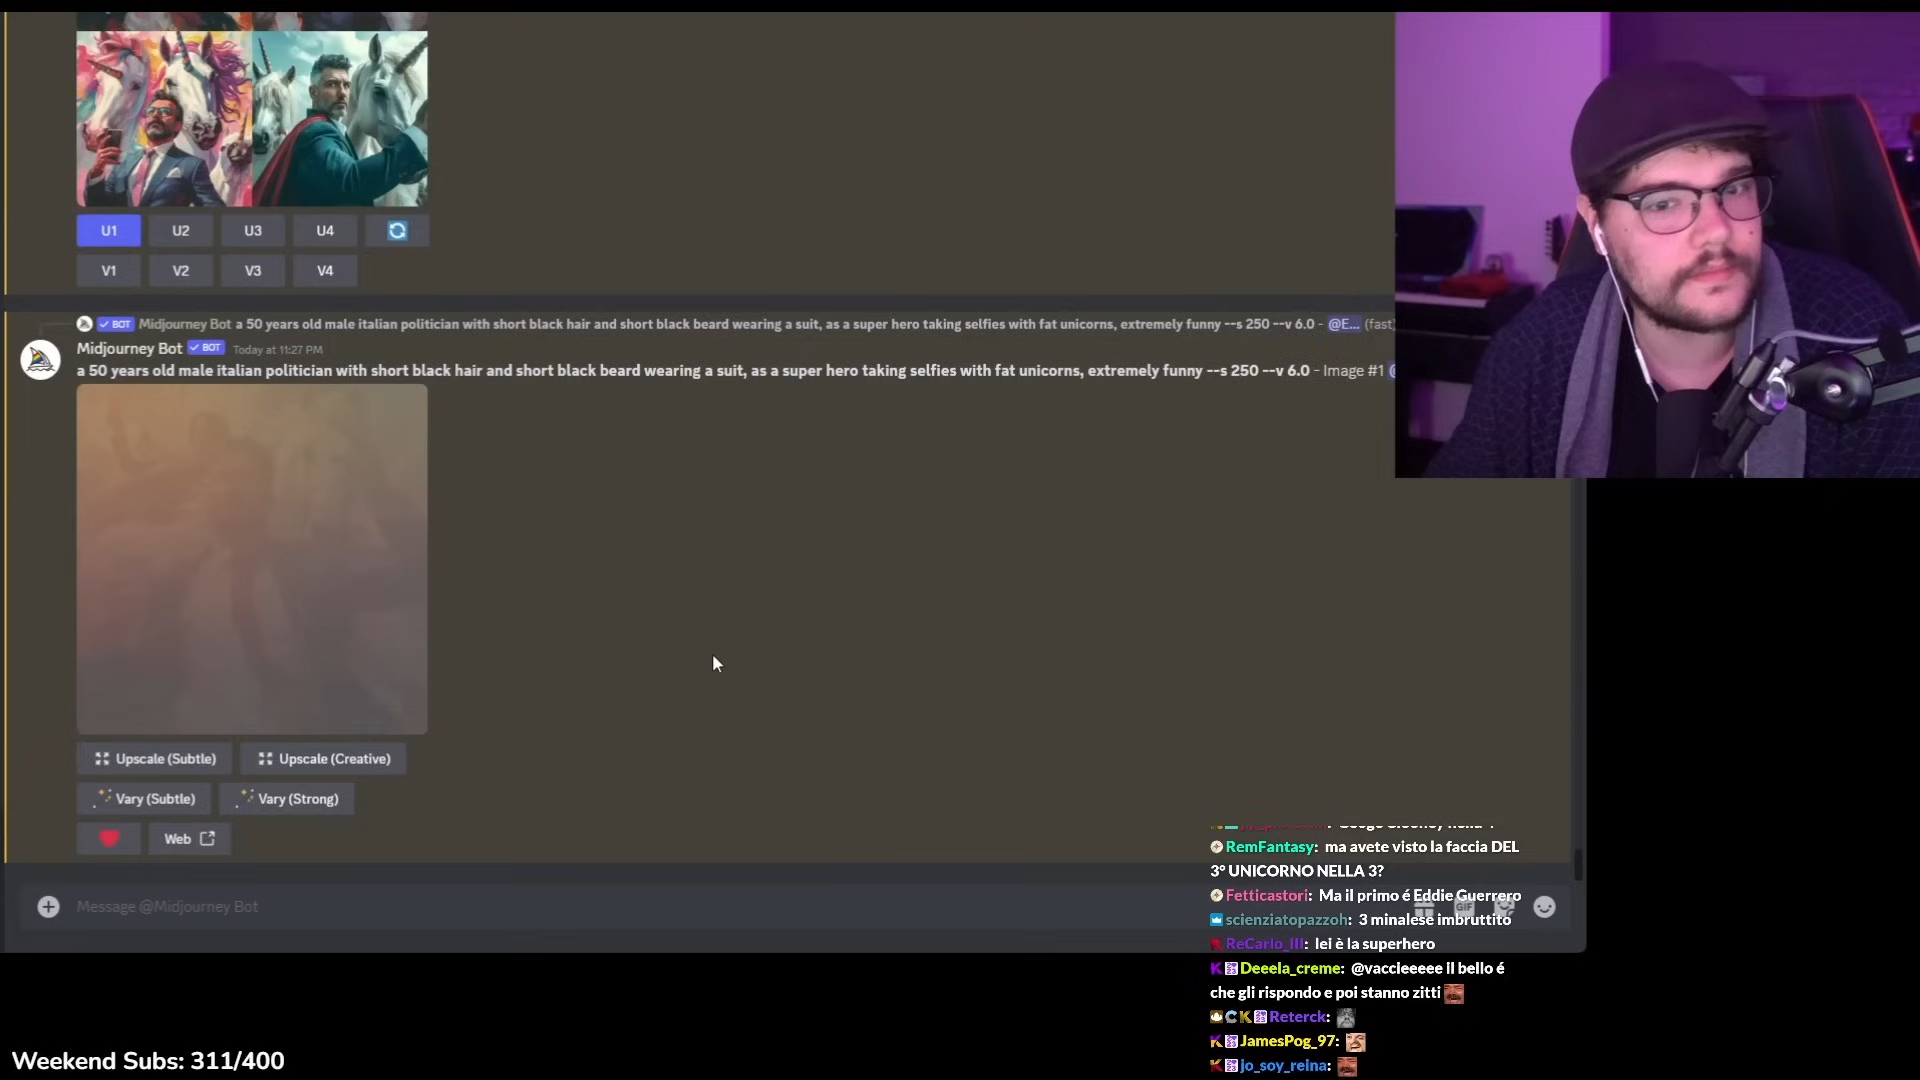 U1 U2 U3 U4
V1 V2 V3 V4
BOT Midjourney Bot a 50 years old male italian politician with short black hair and short black beard wearing a suit, as a super hero taking selfies with fat unicorns, extremely funny --s 250 --v 6.0 - @E... (fast)
Midjourney Bot BOT Today at 11:27 PM
a 50 years old male italian politician with short black hair and short black beard wearing a suit, as a super hero taking selfies with fat unicorns, extremely funny --s 250 --v 6.0 - Image #1
Upscale (Subtle) Upscale (Creative)
Vary (Subtle) Vary (Strong)
Web
Message @Midjourney Bot
GIF
RemFantasy: ma avete visto la faccia DEL
3° UNICORNO NELLA 3?
Fetticastori: Ma il primo é Eddie Guerrero
scienziatopazzoh: 3 minalese imbruttito
ReCarlo_III: lei è la superhero
Deeela_creme: @vaccleeeee il bello é
che gli rispondo e poi stanno zitti
Reterck:
JamesPog_97:
jo_soy_reina:
Weekend Subs: 311/400